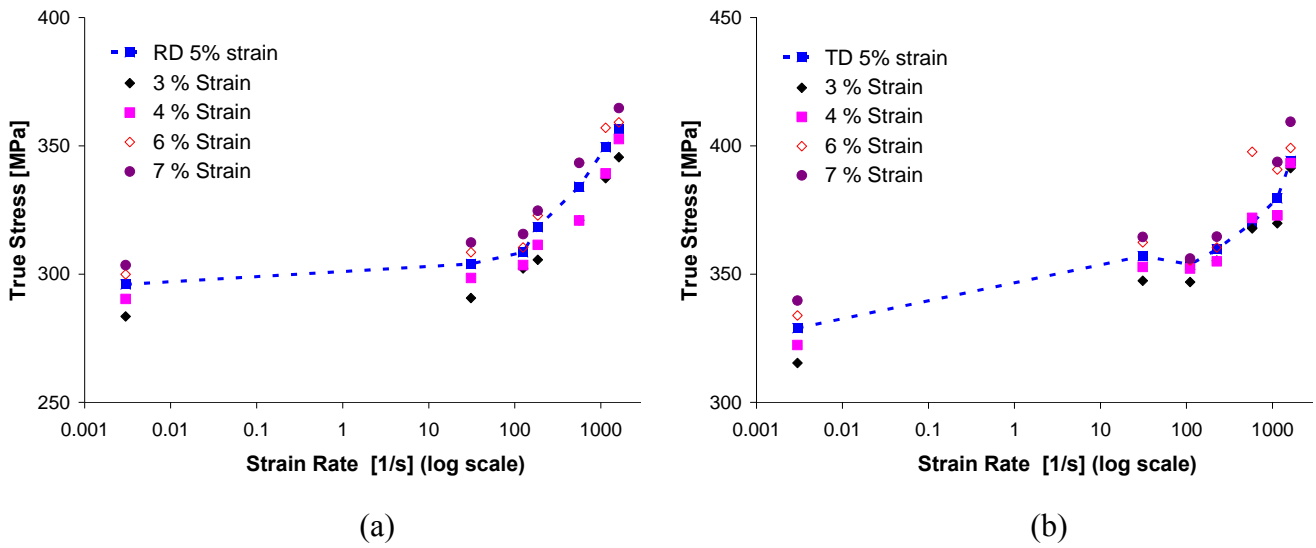 400
350
300
250
True Stress [MPa]
RD 5% strain
3 % Strain
4 % Strain
6 % Strain
7 % Strain
0.001 0.01 0.1 1 10 100 1000
Strain Rate [1/s] (log scale)
(a)
450
400
350
300
True Stress [MPa]
TD 5% strain
3 % Strain
4 % Strain
6 % Strain
7 % Strain
0.001 0.01 0.1 1 10 100 1000
Strain Rate [1/s] (log scale)
(b)